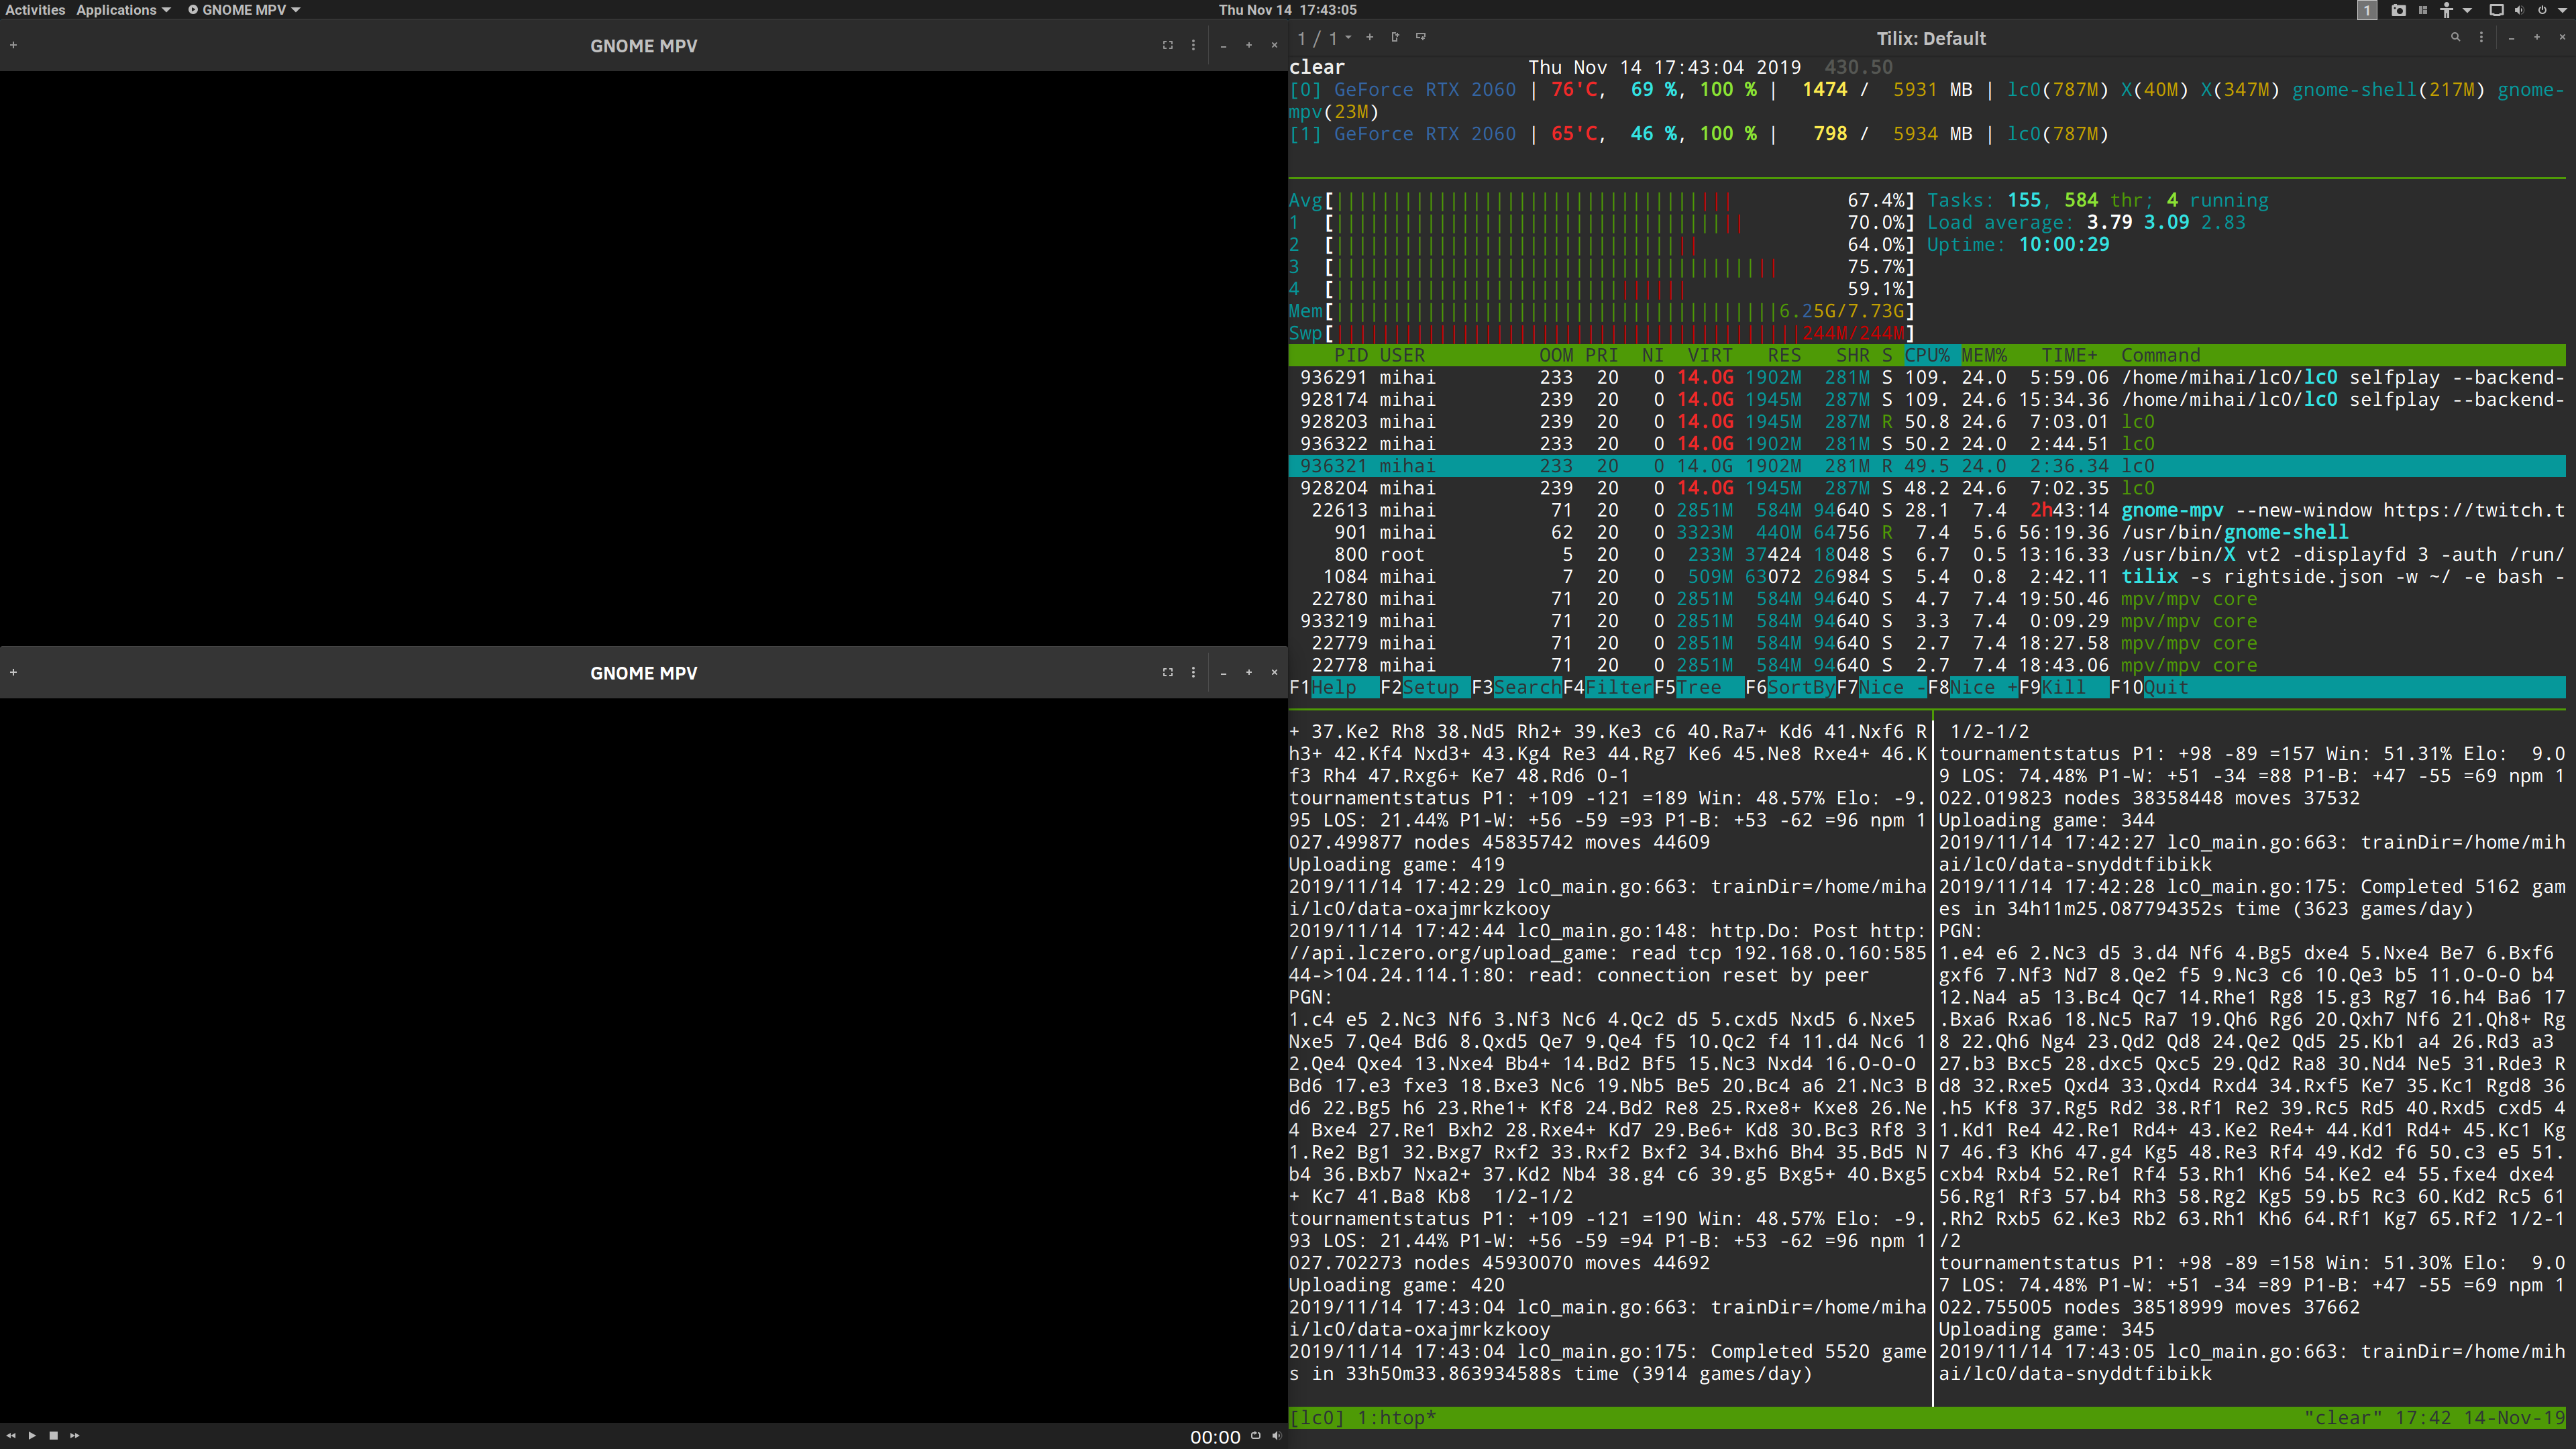 Activities Applications GNOME MPV Thu Nov 14 17:43:05 1
GNOME MPV
GNOME MPV
00:00
1 / 1 Tilix: Default
clear Thu Nov 14 17:43:04 2019 430.50
[0] GeForce RTX 2060 | 76'C, 69 %, 100 % | 1474 / 5931 MB | lc0(787M) X(40M) X(347M) gnome-shell(217M) gnome-
mpv(23M)
[1] GeForce RTX 2060 | 65'C, 46 %, 100 % | 798 / 5934 MB | lc0(787M)
Avg[ 67.4%] Tasks: 155, 584 thr; 4 running
1 [ 70.0%] Load average: 3.79 3.09 2.83
2 [ 64.0%] Uptime: 10:00:29
3 [ 75.7%]
4 [ 59.1%]
Mem[ 6.25G/7.73G]
Swp[ 244M/244M]
PID USER OOM PRI NI VIRT RES SHR S CPU% MEM% TIME+ Command
936291 mihai 233 20 0 14.0G 1902M 281M S 109. 24.0 5:59.06 /home/mihai/lc0/lc0 selfplay --backend-
928174 mihai 239 20 0 14.0G 1945M 287M S 109. 24.6 15:34.36 /home/mihai/lc0/lc0 selfplay --backend-
928203 mihai 239 20 0 14.0G 1945M 287M R 50.8 24.6 7:03.01 lc0
936322 mihai 233 20 0 14.0G 1902M 281M S 50.2 24.0 2:44.51 lc0
936321 mihai 233 20 0 14.0G 1902M 281M R 49.5 24.0 2:36.34 lc0
928204 mihai 239 20 0 14.0G 1945M 287M S 48.2 24.6 7:02.35 lc0
22613 mihai 71 20 0 2851M 584M 94640 S 28.1 7.4 2h43:14 gnome-mpv --new-window https://twitch.t
901 mihai 62 20 0 3323M 440M 64756 R 7.4 5.6 56:19.36 /usr/bin/gnome-shell
800 root 5 20 0 233M 37424 18048 S 6.7 0.5 13:16.33 /usr/bin/X vt2 -displayfd 3 -auth /run/
1084 mihai 7 20 0 509M 63072 26984 S 5.4 0.8 2:42.11 tilix -s rightside.json -w ~/ -e bash -
22780 mihai 71 20 0 2851M 584M 94640 S 4.7 7.4 19:50.46 mpv/mpv core
933219 mihai 71 20 0 2851M 584M 94640 S 3.3 7.4 0:09.29 mpv/mpv core
22779 mihai 71 20 0 2851M 584M 94640 S 2.7 7.4 18:27.58 mpv/mpv core
22778 mihai 71 20 0 2851M 584M 94640 S 2.7 7.4 18:43.06 mpv/mpv core
F1Help F2Setup F3Search F4Filter F5Tree F6SortBy F7Nice - F8Nice + F9Kill F10Quit
+ 37.Ke2 Rh8 38.Nd5 Rh2+ 39.Ke3 c6 40.Ra7+ Kd6 41.Nxf6 R
h3+ 42.Kf4 Nxd3+ 43.Kg4 Re3 44.Rg7 Ke6 45.Ne8 Rxe4+ 46.K
f3 Rh4 47.Rxg6+ Ke7 48.Rd6 0-1
tournamentstatus P1: +109 -121 =189 Win: 48.57% Elo: -9.
95 LOS: 21.44% P1-W: +56 -59 =93 P1-B: +53 -62 =96 npm 1
027.499877 nodes 45835742 moves 44609
Uploading game: 419
2019/11/14 17:42:29 lc0_main.go:663: trainDir=/home/miha
i/lc0/data-oxajmrkzkooy
2019/11/14 17:42:44 lc0_main.go:148: http.Do: Post http:
//api.lczero.org/upload_game: read tcp 192.168.0.160:585
44->104.24.114.1:80: read: connection reset by peer
PGN:
1.c4 e5 2.Nc3 Nf6 3.Nf3 Nc6 4.Qc2 d5 5.cxd5 Nxd5 6.Nxe5
Nxe5 7.Qe4 Bd6 8.Qxd5 Qe7 9.Qe4 f5 10.Qc2 f4 11.d4 Nc6 1
2.Qe4 Qxe4 13.Nxe4 Bb4+ 14.Bd2 Bf5 15.Nc3 Nxd4 16.O-O-O
Bd6 17.e3 fxe3 18.Bxe3 Nc6 19.Nb5 Be5 20.Bc4 a6 21.Nc3 B
d6 22.Bg5 h6 23.Rhe1+ Kf8 24.Bd2 Re8 25.Rxe8+ Kxe8 26.Ne
4 Bxe4 27.Re1 Bxh2 28.Rxe4+ Kd7 29.Be6+ Kd8 30.Bc3 Rf8 3
1.Re2 Bg1 32.Bxg7 Rxf2 33.Rxf2 Bxf2 34.Bxh6 Bh4 35.Bd5 N
b4 36.Bxb7 Nxa2+ 37.Kd2 Nb4 38.g4 c6 39.g5 Bxg5+ 40.Bxg5
+ Kc7 41.Ba8 Kb8 1/2-1/2
tournamentstatus P1: +109 -121 =190 Win: 48.57% Elo: -9.
93 LOS: 21.44% P1-W: +56 -59 =94 P1-B: +53 -62 =96 npm 1
027.702273 nodes 45930070 moves 44692
Uploading game: 420
2019/11/14 17:43:04 lc0_main.go:663: trainDir=/home/miha
i/lc0/data-oxajmrkzkooy
2019/11/14 17:43:04 lc0_main.go:175: Completed 5520 game
s in 33h50m33.863934588s time (3914 games/day)
1/2-1/2
tournamentstatus P1: +98 -89 =157 Win: 51.31% Elo: 9.0
9 LOS: 74.48% P1-W: +51 -34 =88 P1-B: +47 -55 =69 npm 1
022.019823 nodes 38358448 moves 37532
Uploading game: 344
2019/11/14 17:42:27 lc0_main.go:663: trainDir=/home/mih
ai/lc0/data-snyddtfibikk
2019/11/14 17:42:28 lc0_main.go:175: Completed 5162 gam
es in 34h11m25.087794352s time (3623 games/day)
PGN:
1.e4 e6 2.Nc3 d5 3.d4 Nf6 4.Bg5 dxe4 5.Nxe4 Be7 6.Bxf6
gxf6 7.Nf3 Nd7 8.Qe2 f5 9.Nc3 c6 10.Qe3 b5 11.O-O-O b4
12.Na4 a5 13.Bc4 Qc7 14.Rhe1 Rg8 15.g3 Rg7 16.h4 Ba6 17
.Bxa6 Rxa6 18.Nc5 Ra7 19.Qh6 Rg6 20.Qxh7 Nf6 21.Qh8+ Rg
8 22.Qh6 Ng4 23.Qd2 Qd8 24.Qe2 Qd5 25.Kb1 a4 26.Rd3 a3
27.b3 Bxc5 28.dxc5 Qxc5 29.Qd2 Ra8 30.Nd4 Ne5 31.Rde3 R
d8 32.Rxe5 Qxd4 33.Qxd4 Rxd4 34.Rxf5 Ke7 35.Kc1 Rgd8 36
.h5 Kf8 37.Rg5 Rd2 38.Rf1 Re2 39.Rc5 Rd5 40.Rxd5 cxd5 4
1.Kd1 Re4 42.Re1 Rd4+ 43.Ke2 Re4+ 44.Kd1 Rd4+ 45.Kc1 Kg
7 46.f3 Kh6 47.g4 Kg5 48.Re3 Rf4 49.Kd2 f6 50.c3 e5 51.
cxb4 Rxb4 52.Re1 Rf4 53.Rh1 Kh6 54.Ke2 e4 55.fxe4 dxe4
56.Rg1 Rf3 57.b4 Rh3 58.Rg2 Kg5 59.b5 Rc3 60.Kd2 Rc5 61
.Rh2 Rxb5 62.Ke3 Rb2 63.Rh1 Kh6 64.Rf1 Kg7 65.Rf2 1/2-1
/2
tournamentstatus P1: +98 -89 =158 Win: 51.30% Elo: 9.0
7 LOS: 74.48% P1-W: +51 -34 =89 P1-B: +47 -55 =69 npm 1
022.755005 nodes 38518999 moves 37662
Uploading game: 345
2019/11/14 17:43:05 lc0_main.go:663: trainDir=/home/mih
ai/lc0/data-snyddtfibikk
[lc0] 1:htop* "clear" 17:42 14-Nov-19